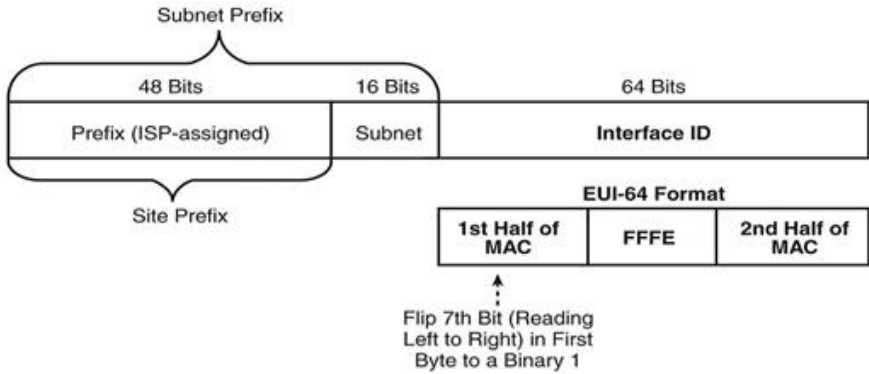 Subnet Prefix
48 Bits
16 Bits
64 Bits
Prefix (ISP-assigned)
Subnet
Interface ID
Site Prefix
EUI-64 Format
1st Half of
MAC
FFFE
2nd Half of
MAC
Flip 7th Bit (Reading
Left to Right) in First
Byte to a Binary 1